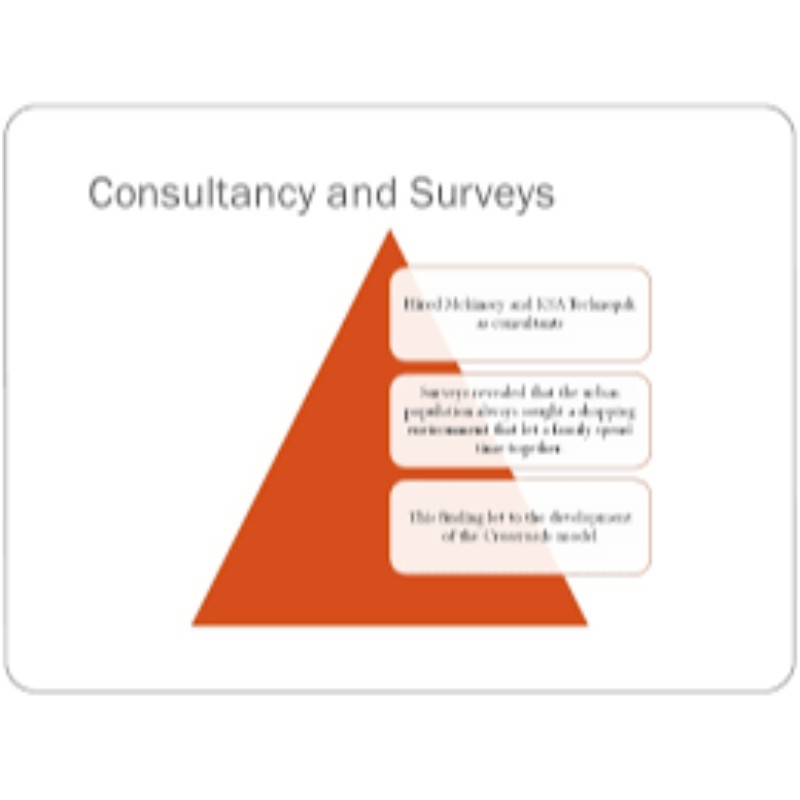 Consultancy and Surveys
Hired McKinsey and KSA Technopak
as consultants
Surveys revealed that the urban
population always sought a shopping
environment that let a family spend
time together
This finding let to the development
of the Crossroads model